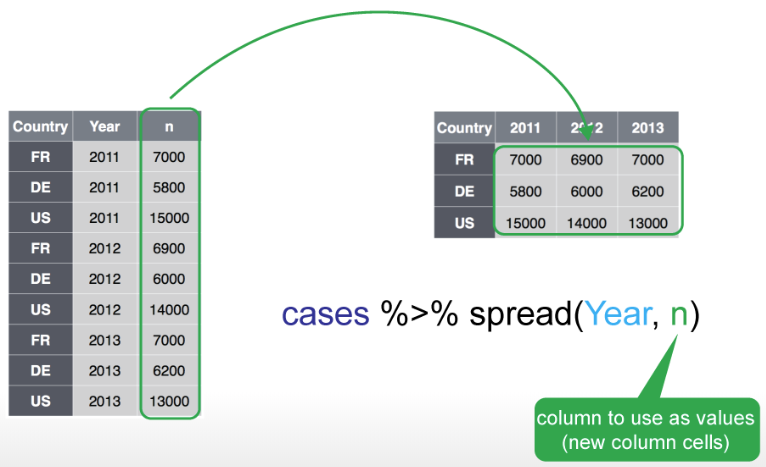 Country Year n
FR 2011 7000
DE 2011 5800
US 2011 15000
FR 2012 6900
DE 2012 6000
US 2012 14000
FR 2013 7000
DE 2013 6200
US 2013 13000
Country 2011 2012 2013
FR 7000 6900 7000
DE 5800 6000 6200
US 15000 14000 13000
cases %>% spread(Year, n)
column to use as values
(new column cells)